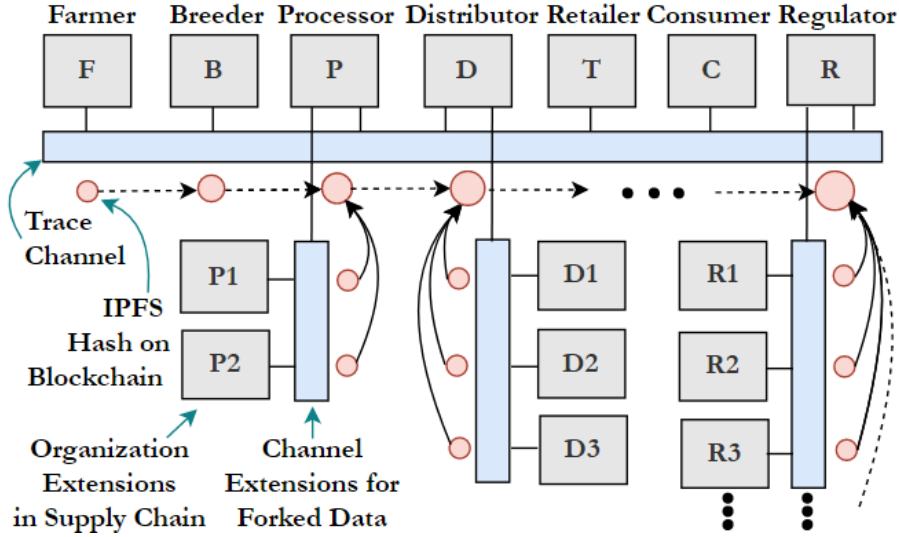 Farmer Breeder Processor Distributor Retailer Consumer Regulator
F B P D T C R
Trace
Channel
IPFS
Hash on
Blockchain
P1 D1 R1
P2 D2 R2
D3 R3
Organization
Extensions
in Supply Chain
Channel
Extensions for
Forked Data